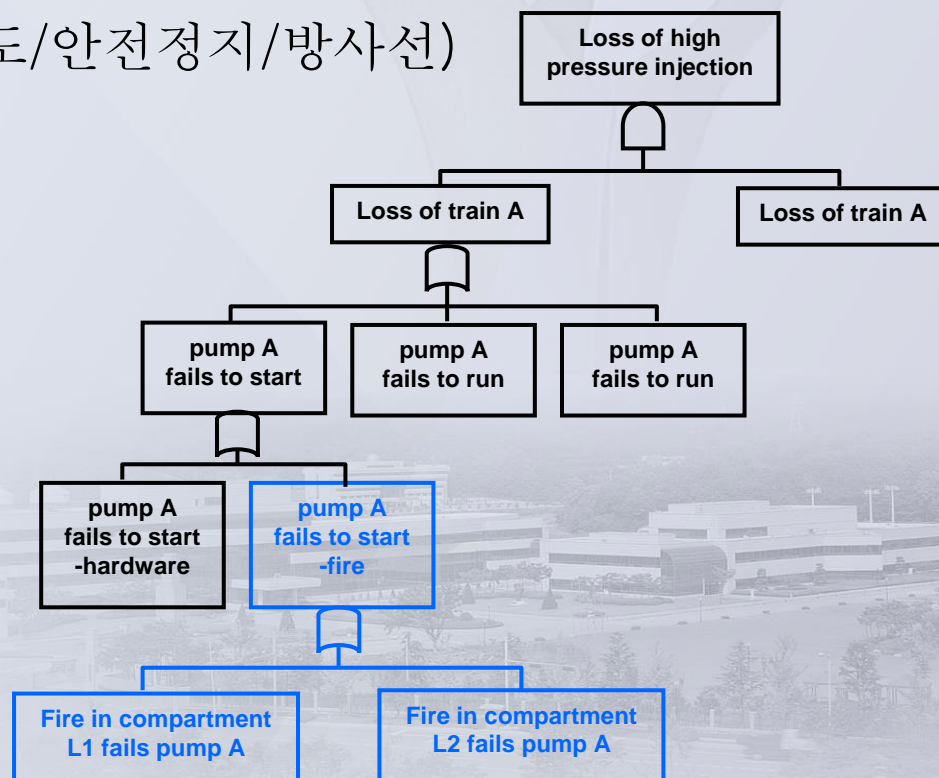 도/안전정지/방사선)
Loss of high
pressure injection
Loss of train A
Loss of train A
pump A
fails to start
pump A
fails to run
pump A
fails to run
pump A
fails to start
-hardware
pump A
fails to start
-fire
Fire in compartment
L1 fails pump A
Fire in compartment
L2 fails pump A